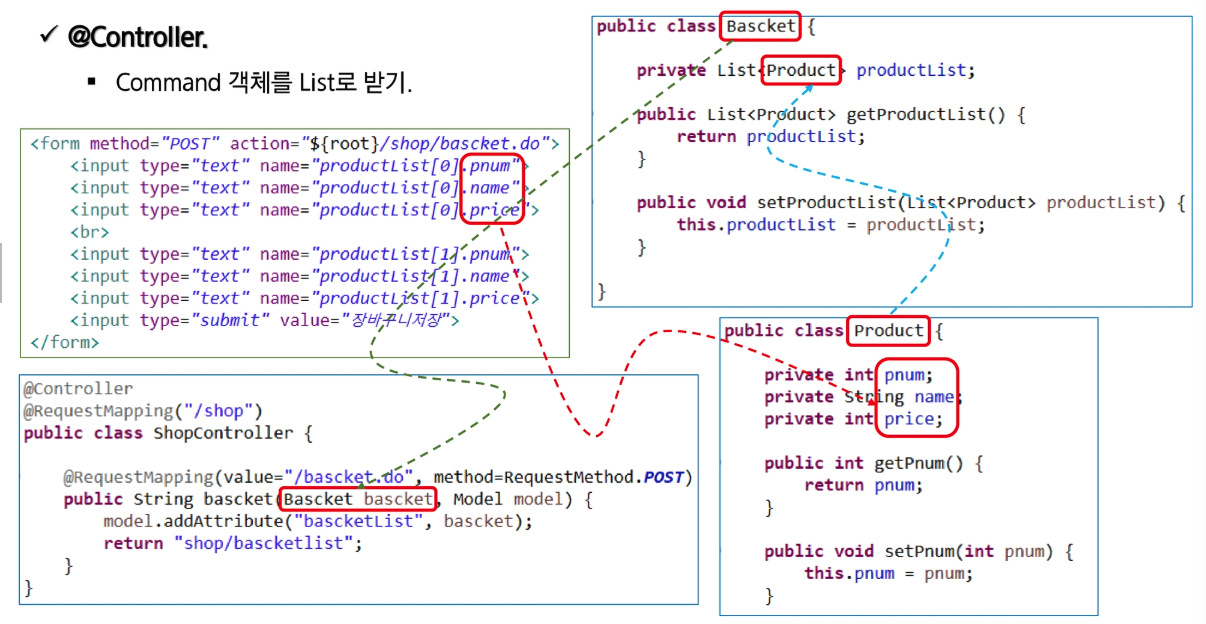 ✓ @Controller.
▪ Command 객체를 List로 받기.
<form method="POST" action="${root}/shop/bascket.do">
<input type="text" name="productList[0].pnum">
<input type="text" name="productList[0].name">
<input type="text" name="productList[0].price">
<br>
<input type="text" name="productList[1].pnum">
<input type="text" name="productList[1].name">
<input type="text" name="productList[1].price">
<input type="submit" value="장바구니저장">
</form>
@Controller
@RequestMapping("/shop")
public class ShopController {
@RequestMapping(value="/bascket.do", method=RequestMethod.POST)
public String bascket(Bascket bascket, Model model) {
model.addAttribute("bascketList", bascket);
return "shop/bascketlist";
}
}
public class Bascket {
private List<Product> productList;
public List<Product> getProductList() {
return productList;
}
public void setProductList(List<Product> productList) {
this.productList = productList;
}
}
public class Product {
private int pnum;
private String name;
private int price;
public int getPnum() {
return pnum;
}
public void setPnum(int pnum) {
this.pnum = pnum;
}